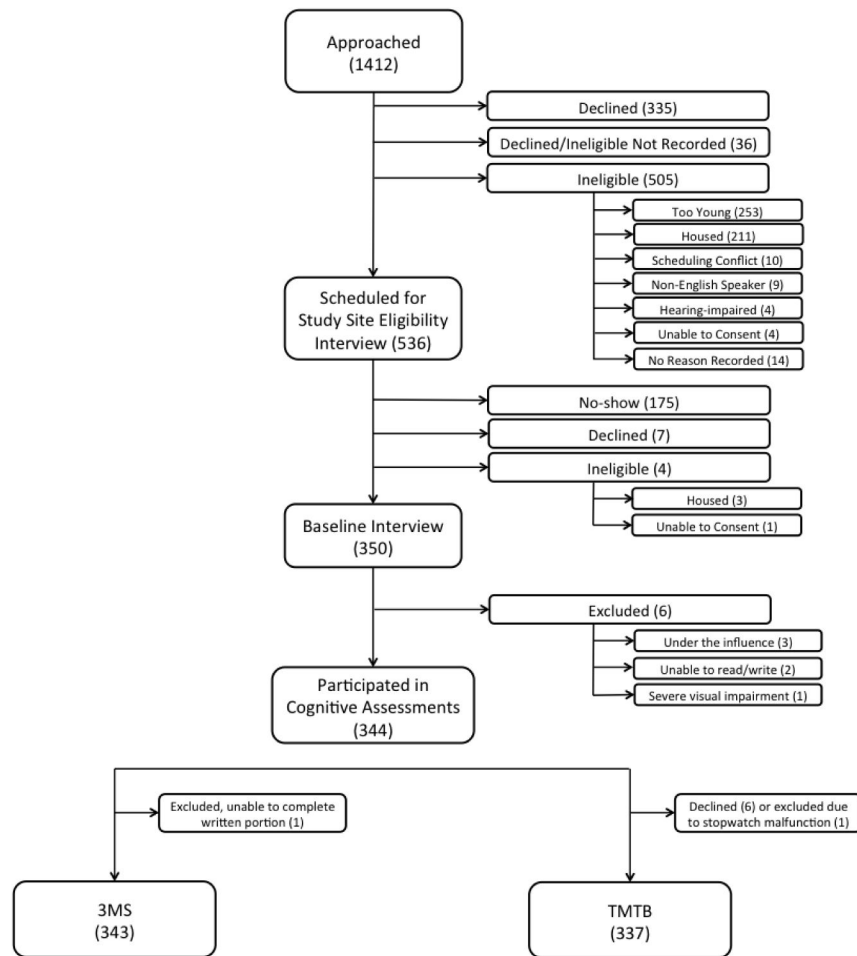 Approached
(1412)
Declined (335)
Declined/Ineligible Not Recorded (36)
Ineligible (505)
Too Young (253)
Housed (211)
Scheduling Conflict (10)
Non-English Speaker (9)
Hearing-impaired (4)
Unable to Consent (4)
No Reason Recorded (14)
Scheduled for
Study Site Eligibility
Interview (536)
No-show (175)
Declined (7)
Ineligible (4)
Housed (3)
Unable to Consent (1)
Baseline Interview
(350)
Excluded (6)
Under the influence (3)
Unable to read/write (2)
Severe visual impairment (1)
Participated in
Cognitive Assessments
(344)
Excluded, unable to complete
written portion (1)
Declined (6) or excluded due
to stopwatch malfunction (1)
3MS
(343)
TMTB
(337)